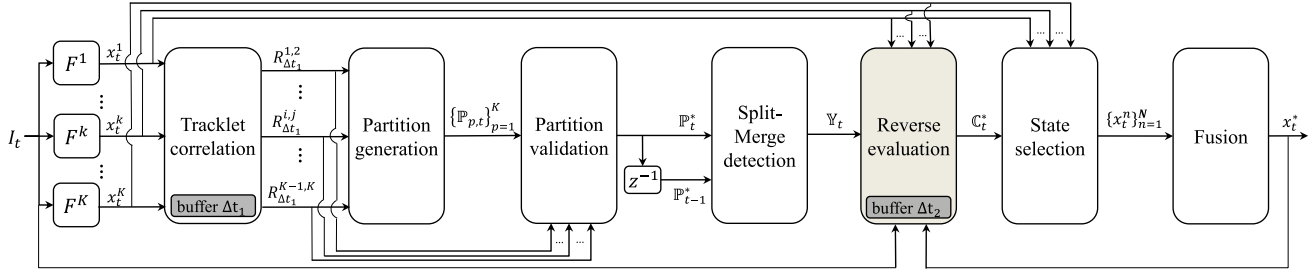 I_t
F^1
x_t^1
...
F^k
x_t^k
...
F^K
x_t^K
Tracklet
correlation
buffer Δt_1
R_{Δt_1}^{1,2}
...
R_{Δt_1}^{i,j}
...
R_{Δt_1}^{K-1,K}
Partition
generation
{ℙ_{p,t}}_{p=1}^K
Partition
validation
... ...
ℙ_t^*
z^{-1}
ℙ_{t-1}^*
Split-
Merge
detection
𝕐_t
... ...
Reverse
evaluation
buffer Δt_2
ℂ_t^*
... ...
State
selection
{x_t^n}_{n=1}^N
Fusion
x_t^*